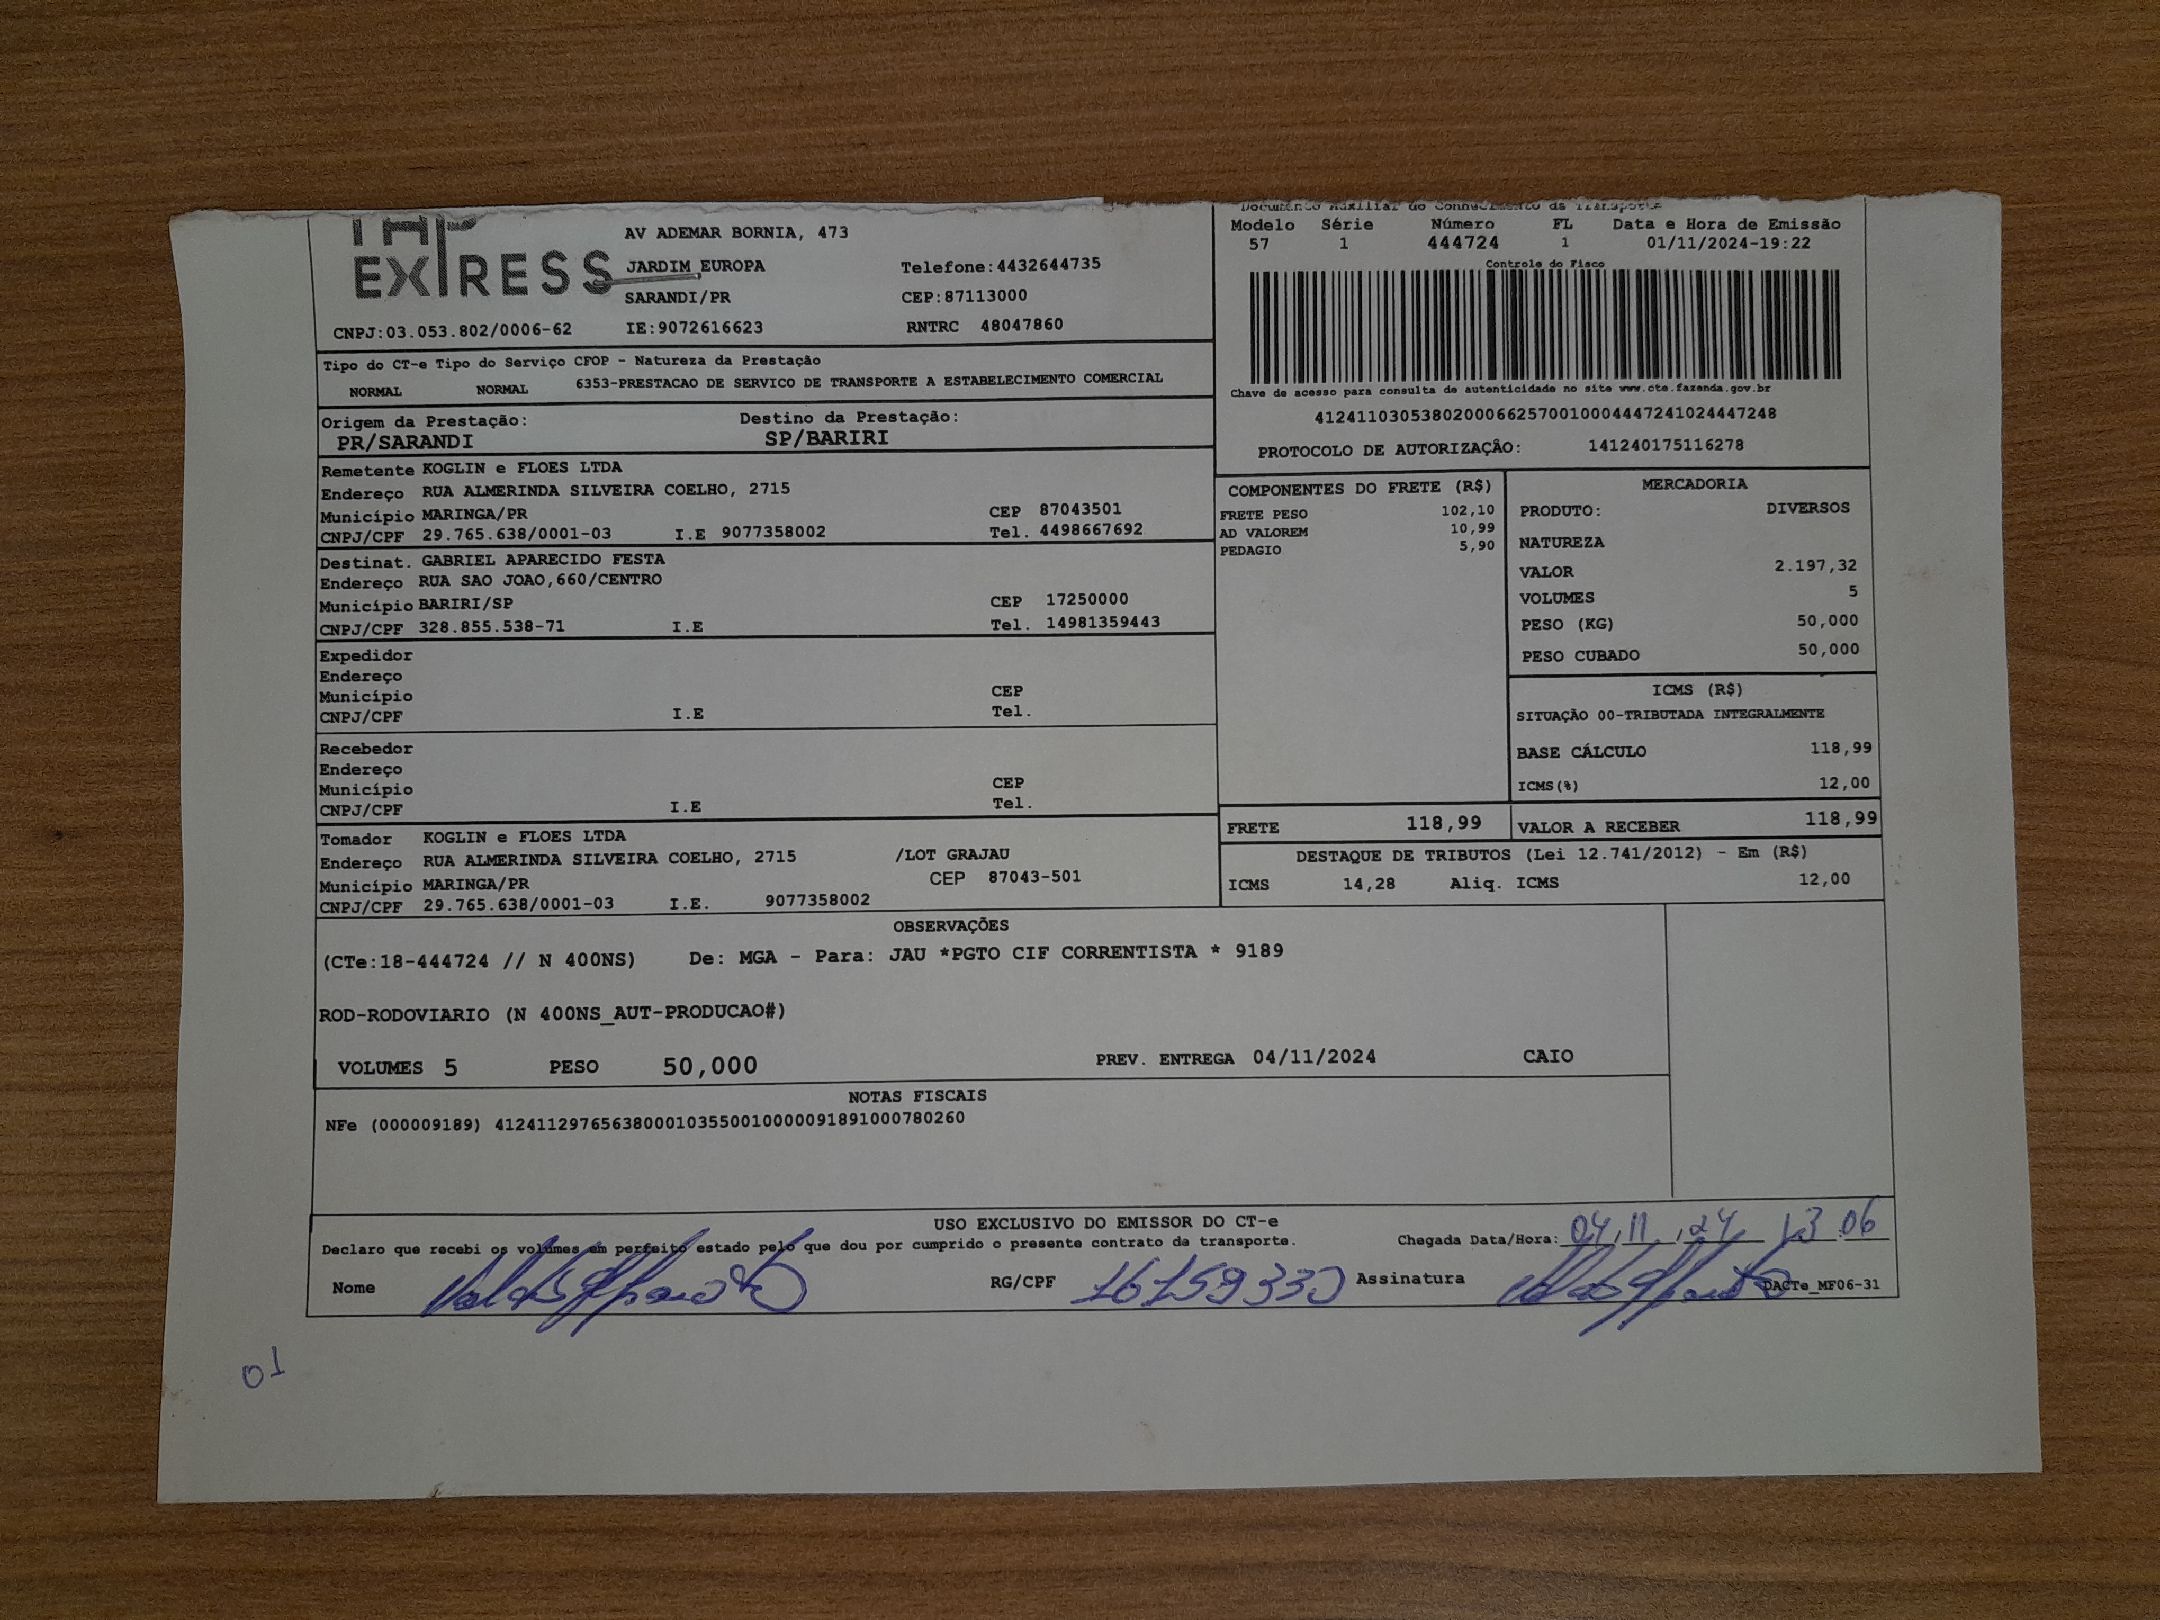 EXPRESS
AV ADEMAR BORNIA, 473
JARDIM EUROPA
Telefone:4432644735
SARANDI/PR
CEP:87113000
CNPJ:03.053.802/0006-62
IE:9072616623
RNTRC 48047860
Documento Auxiliar do Conhecimento de Transporte
Modelo Série Número FL Data e Hora de Emissão
57 1 444724 1 01/11/2024-19:22
Controle do Fisco
Chave de acesso para consulta de autenticidade no site www.cte.fazenda.gov.br
41241103053802000662570010004447241024447248
PROTOCOLO DE AUTORIZAÇÃO: 141240175116278
Tipo do CT-e Tipo do Serviço CFOP - Natureza da Prestação
NORMAL NORMAL 6353-PRESTACAO DE SERVICO DE TRANSPORTE A ESTABELECIMENTO COMERCIAL
Origem da Prestação: Destino da Prestação:
PR/SARANDI SP/BARIRI
Remetente KOGLIN e FLOES LTDA
Endereço RUA ALMERINDA SILVEIRA COELHO, 2715
Município MARINGA/PR CEP 87043501
CNPJ/CPF 29.765.638/0001-03 I.E 9077358002 Tel. 4498667692
Destinat. GABRIEL APARECIDO FESTA
Endereço RUA SAO JOAO,660/CENTRO
Município BARIRI/SP CEP 17250000
CNPJ/CPF 328.855.538-71 I.E Tel. 14981359443
Expedidor
Endereço
Município CEP
CNPJ/CPF I.E Tel.
Recebedor
Endereço
Município CEP
CNPJ/CPF I.E Tel.
Tomador KOGLIN e FLOES LTDA
Endereço RUA ALMERINDA SILVEIRA COELHO, 2715 /LOT GRAJAU
Município MARINGA/PR CEP 87043-501
CNPJ/CPF 29.765.638/0001-03 I.E. 9077358002
COMPONENTES DO FRETE (R$)
FRETE PESO 102,10
AD VALOREM 10,99
PEDAGIO 5,90
MERCADORIA
PRODUTO: DIVERSOS
NATUREZA
VALOR 2.197,32
VOLUMES 5
PESO (KG) 50,000
PESO CUBADO 50,000
ICMS (R$)
SITUAÇÃO 00-TRIBUTADA INTEGRALMENTE
BASE CÁLCULO 118,99
ICMS(%) 12,00
FRETE 118,99 VALOR A RECEBER 118,99
DESTAQUE DE TRIBUTOS (Lei 12.741/2012) - Em (R$)
ICMS 14,28 Aliq. ICMS 12,00
OBSERVAÇÕES
(CTe:18-444724 // N 400NS) De: MGA - Para: JAU *PGTO CIF CORRENTISTA * 9189
ROD-RODOVIARIO (N 400NS_AUT-PRODUCAO#)
VOLUMES 5 PESO 50,000 PREV. ENTREGA 04/11/2024 CAIO
NOTAS FISCAIS
NFe (000009189) 41241129765638000103550010000091891000780260
USO EXCLUSIVO DO EMISSOR DO CT-e
Declaro que recebi os volumes em perfeito estado pelo que dou por cumprido o presente contrato de transporte.
Chegada Data/Hora: 04 11 24 13 06
Nome RG/CPF 16159333 Assinatura
DACTe_MF06-31
01